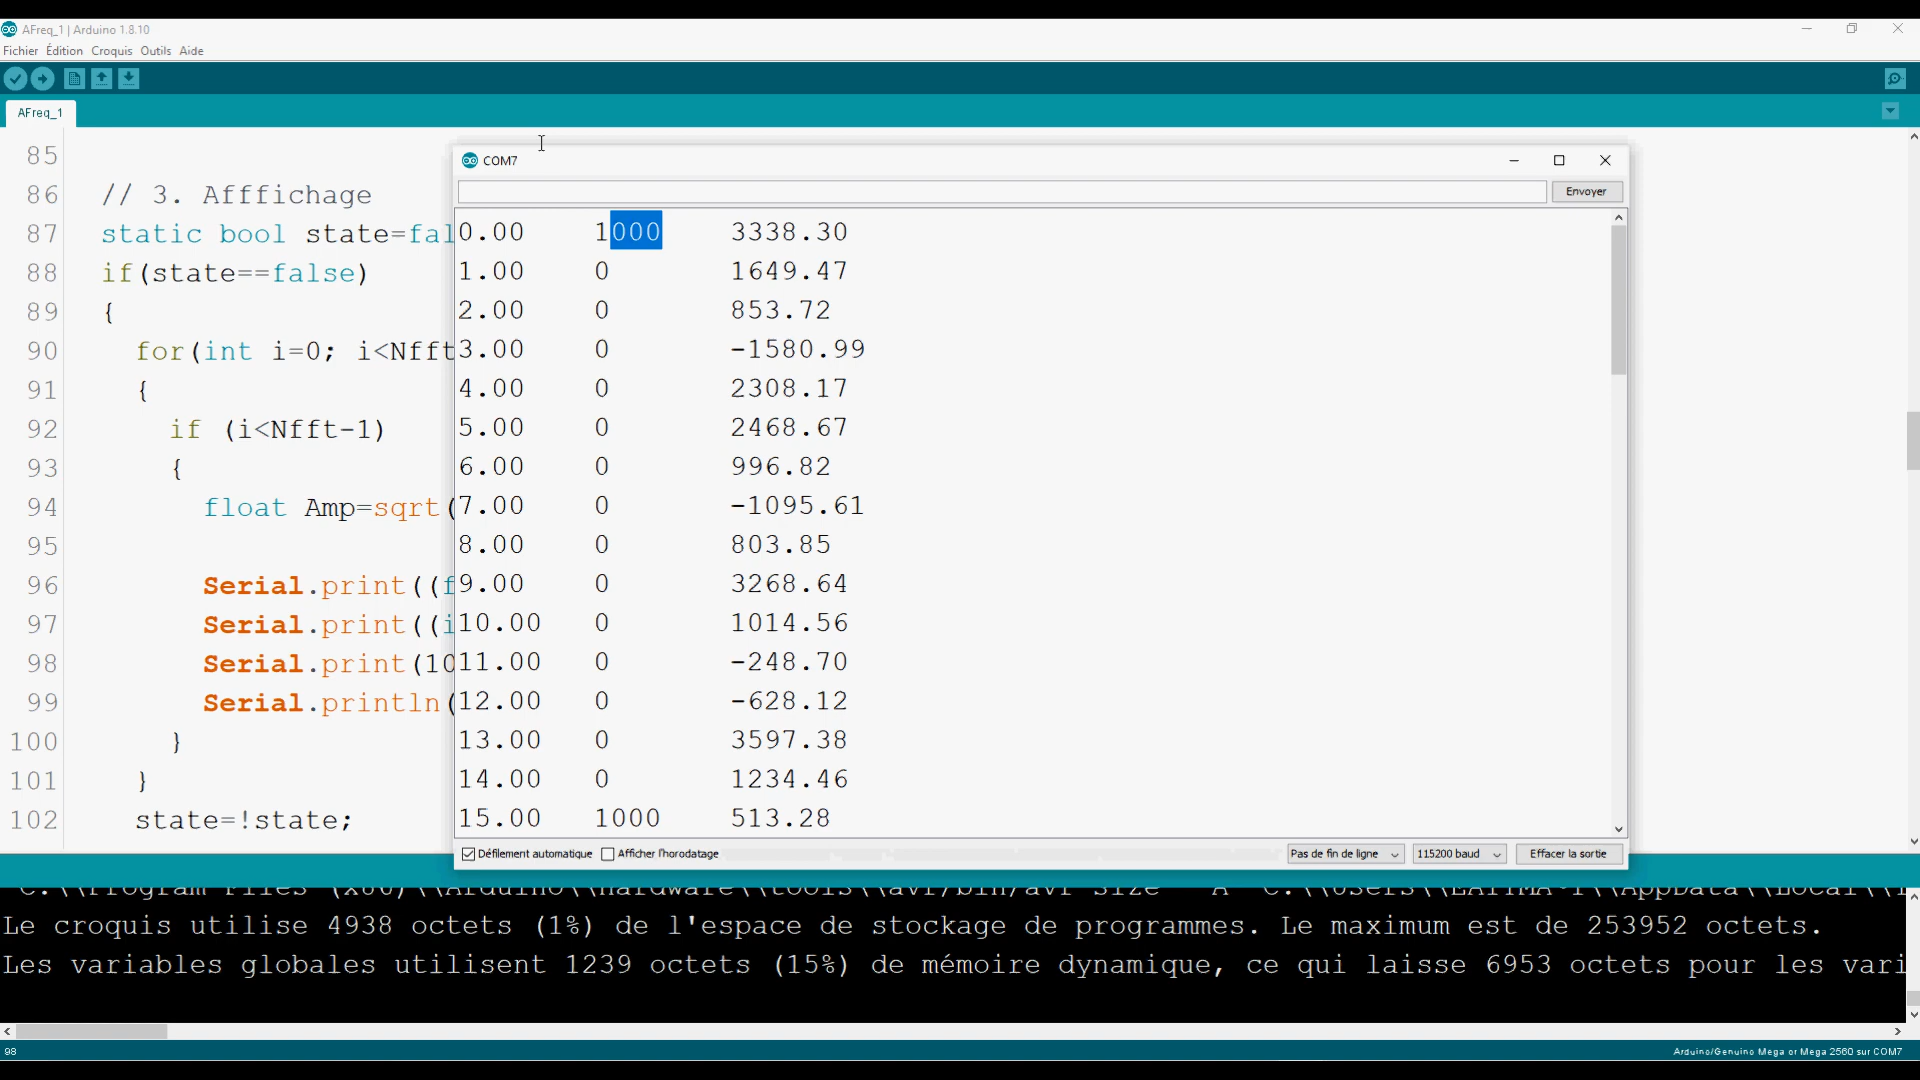 AFreq_1 | Arduino 1.8.10
Fichier Édition Croquis Outils Aide
AFreq_1
85
86 // 3. Afffichage
87 static bool state=fal
88 if(state==false)
89 {
90 for(int i=0; i<Nfft
91 {
92 if (i<Nfft-1)
93 {
94 float Amp=sqrt(
95
96 Serial.print((f
97 Serial.print((i
98 Serial.print(10
99 Serial.println(
100 }
101 }
102 state=!state;
COM7
Envoyer
0.00 1000 3338.30
1.00 0 1649.47
2.00 0 853.72
3.00 0 -1580.99
4.00 0 2308.17
5.00 0 2468.67
6.00 0 996.82
7.00 0 -1095.61
8.00 0 803.85
9.00 0 3268.64
10.00 0 1014.56
11.00 0 -248.70
12.00 0 -628.12
13.00 0 3597.38
14.00 0 1234.46
15.00 1000 513.28
Défilement automatique Afficher l'horodatage Pas de fin de ligne 115200 baud Effacer la sortie
Le croquis utilise 4938 octets (1%) de l'espace de stockage de programmes. Le maximum est de 253952 octets.
Les variables globales utilisent 1239 octets (15%) de mémoire dynamique, ce qui laisse 6953 octets pour les vari
98 Arduino/Genuino Mega or Mega 2560 sur COM7